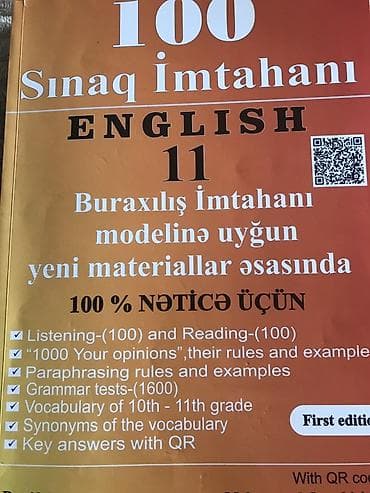 100
Sınaq İmtahanı
ENGLISH
11
Buraxılış İmtahanı
modelinə uyğun
yeni materiallar əsasında
100 % NƏTİCƏ ÜÇÜN
Listening-(100) and Reading-(100)
"1000 Your opinions",their rules and example
Paraphrasing rules and examples
Grammar tests-(1600)
Vocabulary of 10th - 11th grade
Synonyms of the vocabulary
Key answers with QR
First editio
With QR co